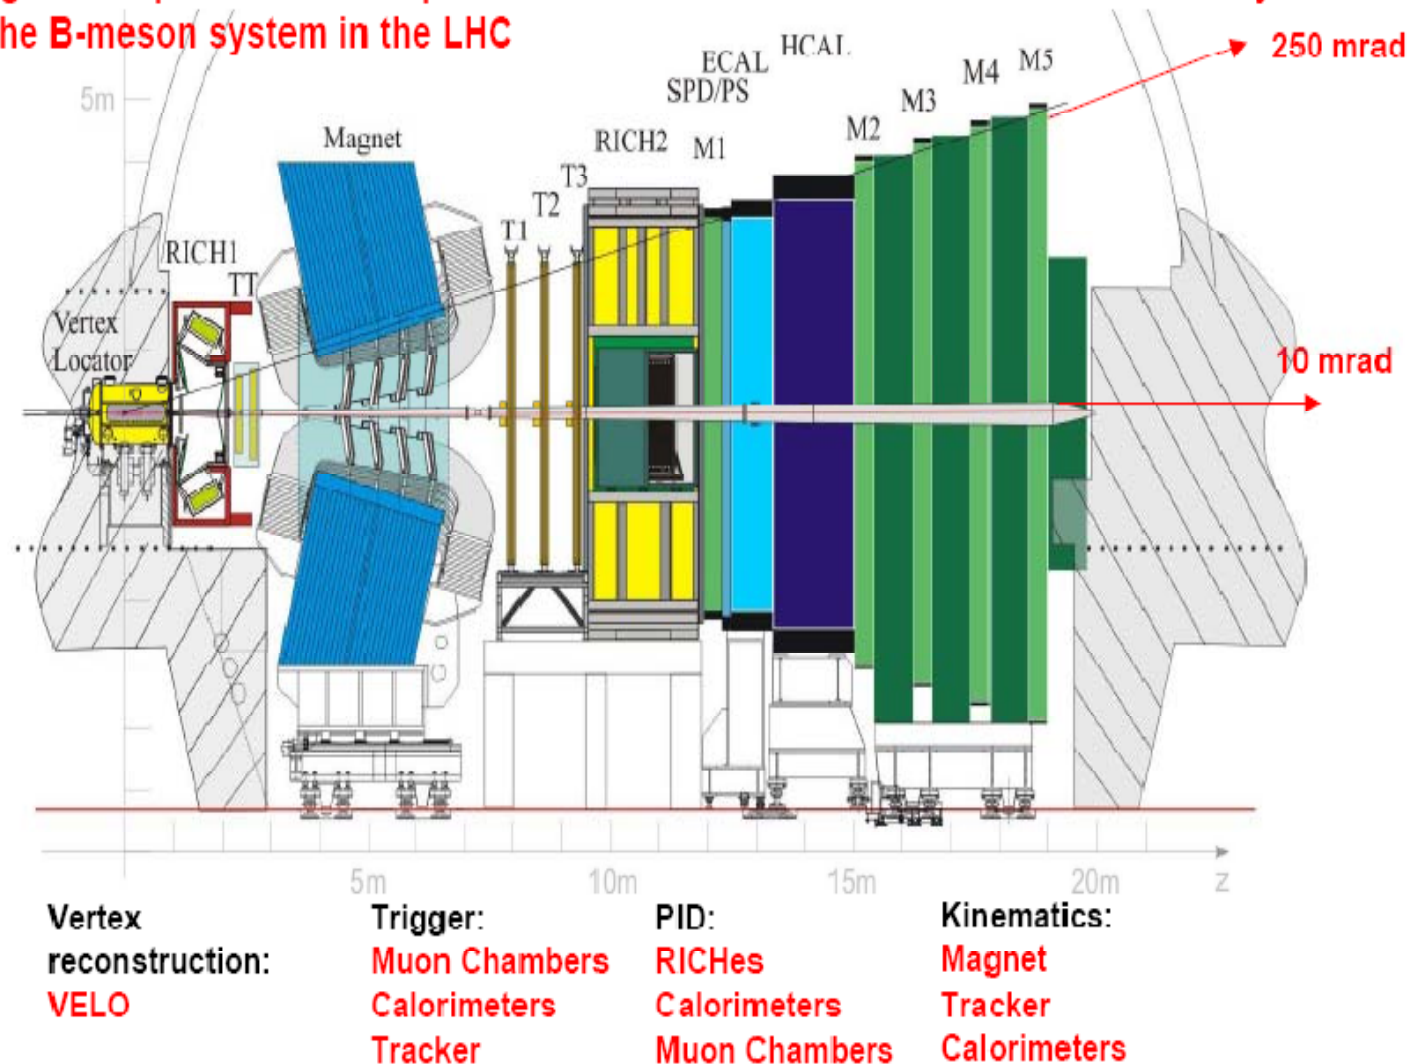 he B-meson system in the LHC
250 mrad
HCAL
ECAL
SPD/PS
M5
M4
M3
M2
M1
5m
Magnet
RICH2
T3
T2
T1
RICH1
TT
Vertex
Locator
10 mrad
5m
10m
15m
20m
z
Vertex
reconstruction:
VELO
Trigger:
Muon Chambers
Calorimeters
Tracker
PID:
RICHes
Calorimeters
Muon Chambers
Kinematics:
Magnet
Tracker
Calorimeters